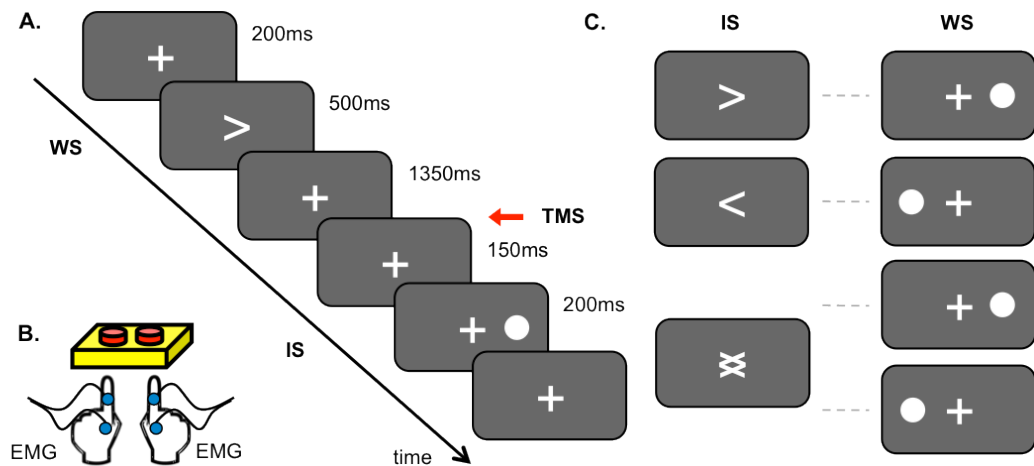 A.
200ms
500ms
WS
1350ms
TMS
150ms
200ms
IS
time
B.
EMG EMG
C.
IS WS